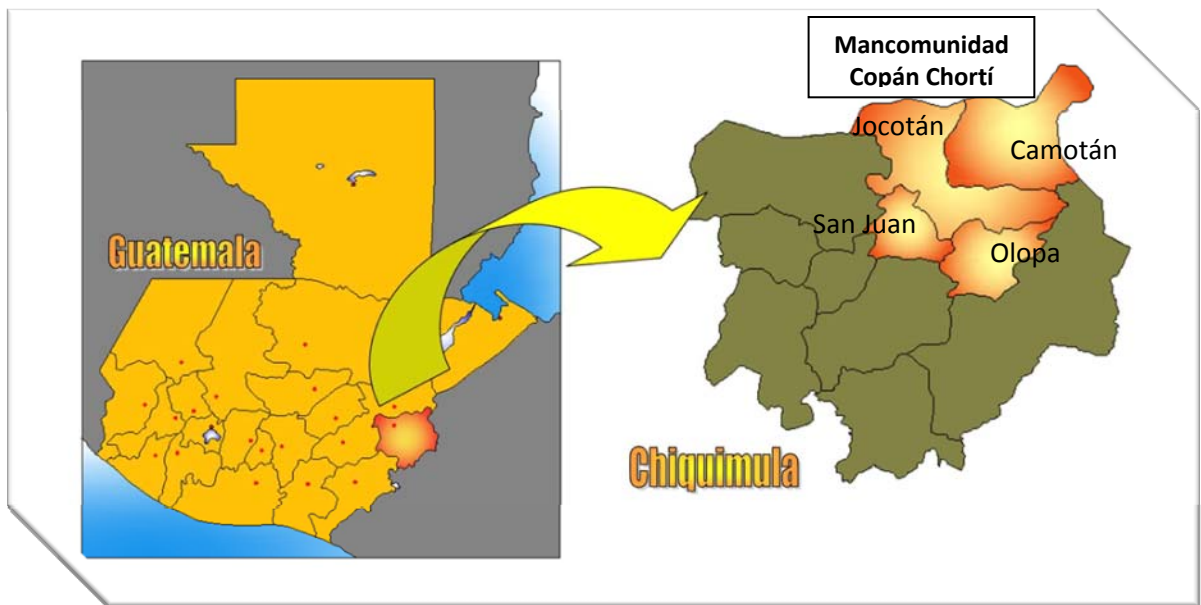 Mancomunidad
Copán Chortí
Jocotán
Camotán
San Juan
Olopa
Guatemala
Chiquimula